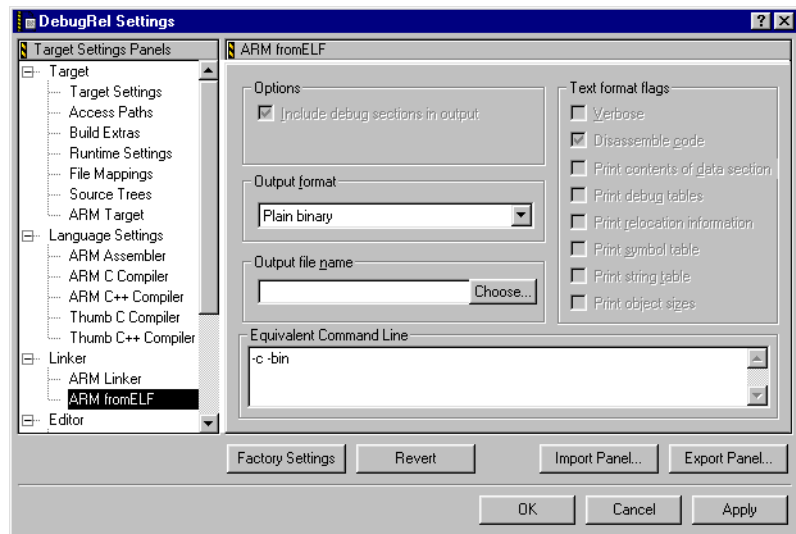 DebugRel Settings
Target Settings Panels
Target
Target Settings
Access Paths
Build Extras
Runtime Settings
File Mappings
Source Trees
ARM Target
Language Settings
ARM Assembler
ARM C Compiler
ARM C++ Compiler
Thumb C Compiler
Thumb C++ Compiler
Linker
ARM Linker
ARM fromELF
Editor
ARM fromELF
Options
Include debug sections in output
Output format
Plain binary
Output file name
Choose...
Text format flags
Verbose
Disassemble code
Print contents of data section
Print debug tables
Print relocation information
Print symbol table
Print string table
Print object sizes
Equivalent Command Line
-c -bin
Factory Settings Revert Import Panel... Export Panel...
OK Cancel Apply